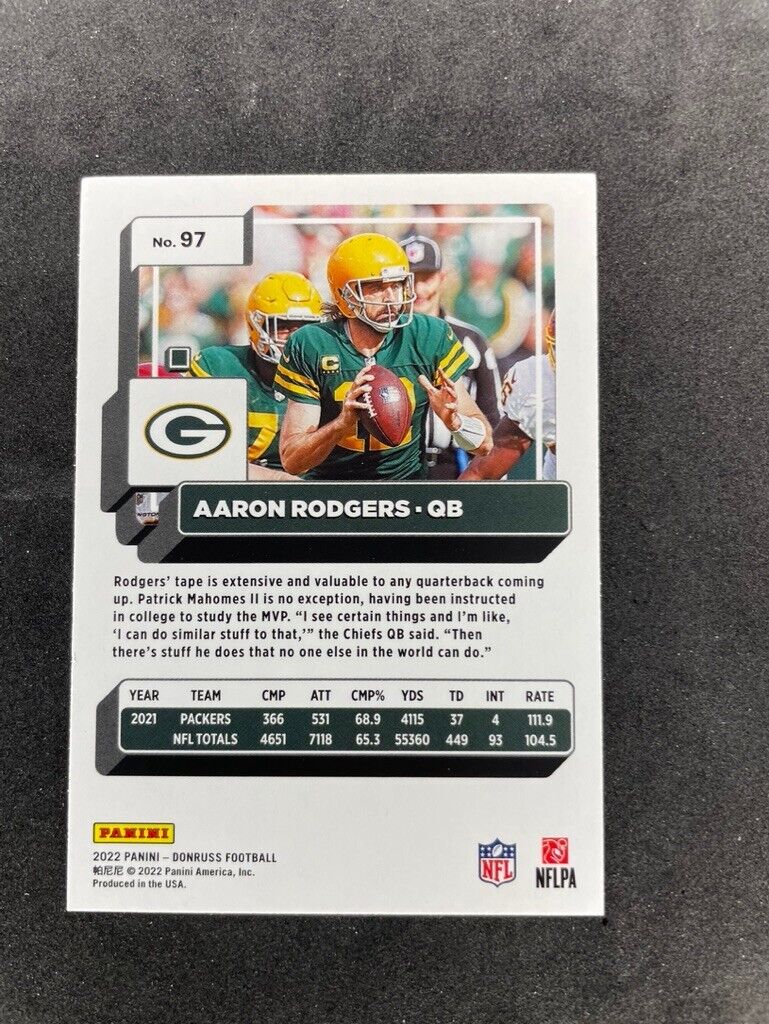 No. 97
C
G
AARON RODGERS · QB
Rodgers’ tape is extensive and valuable to any quarterback coming
up. Patrick Mahomes II is no exception, having been instructed
in college to study the MVP. “I see certain things and I’m like,
‘I can do similar stuff to that,’” the Chiefs QB said. “Then
there’s stuff he does that no one else in the world can do.”
YEAR TEAM CMP ATT CMP% YDS TD INT RATE
2021 PACKERS 366 531 68.9 4115 37 4 111.9
NFL TOTALS 4651 7118 65.3 55360 449 93 104.5
PANINI
2022 PANINI – DONRUSS FOOTBALL
帕尼尼 © 2022 Panini America, Inc.
Produced in the USA.
NFL
NFLPA